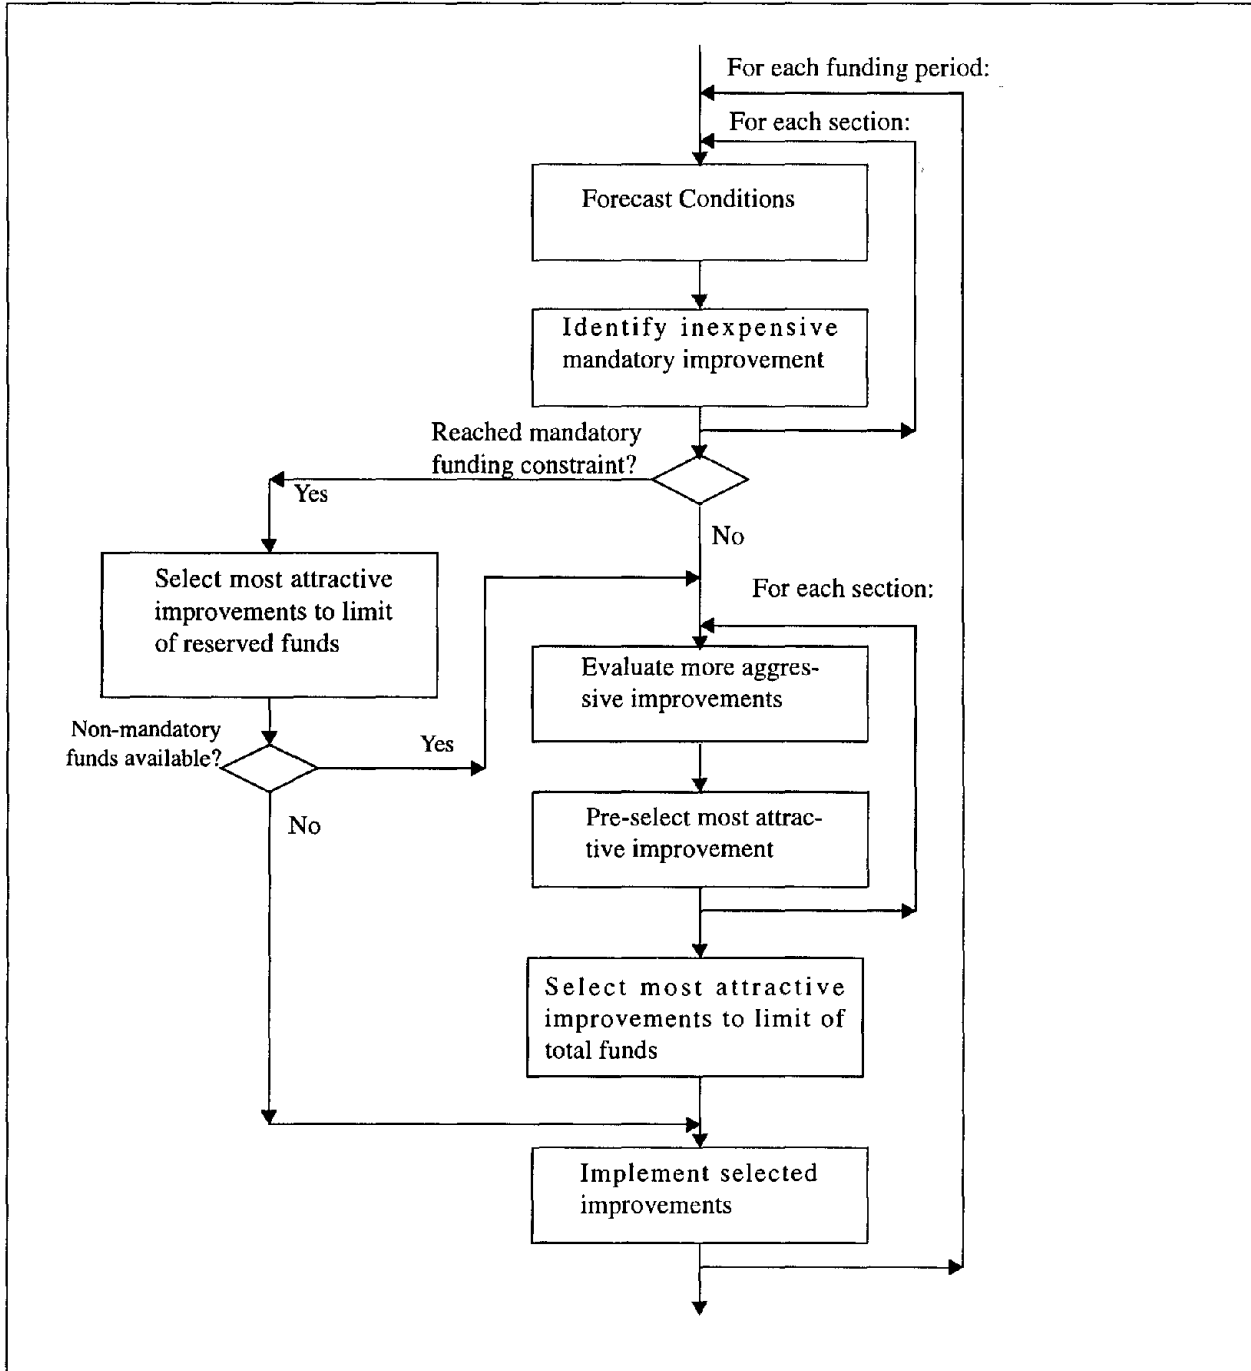 For each funding period:
For each section:
Forecast Conditions
Identify inexpensive
mandatory improvement
Reached mandatory
funding constraint?
Yes
No
Select most attractive
improvements to limit
of reserved funds
For each section:
Evaluate more aggres-
sive improvements
Non-mandatory
funds available?
Yes
No
Pre-select most attrac-
tive improvement
Select most attractive
improvements to limit of
total funds
Implement selected
improvements